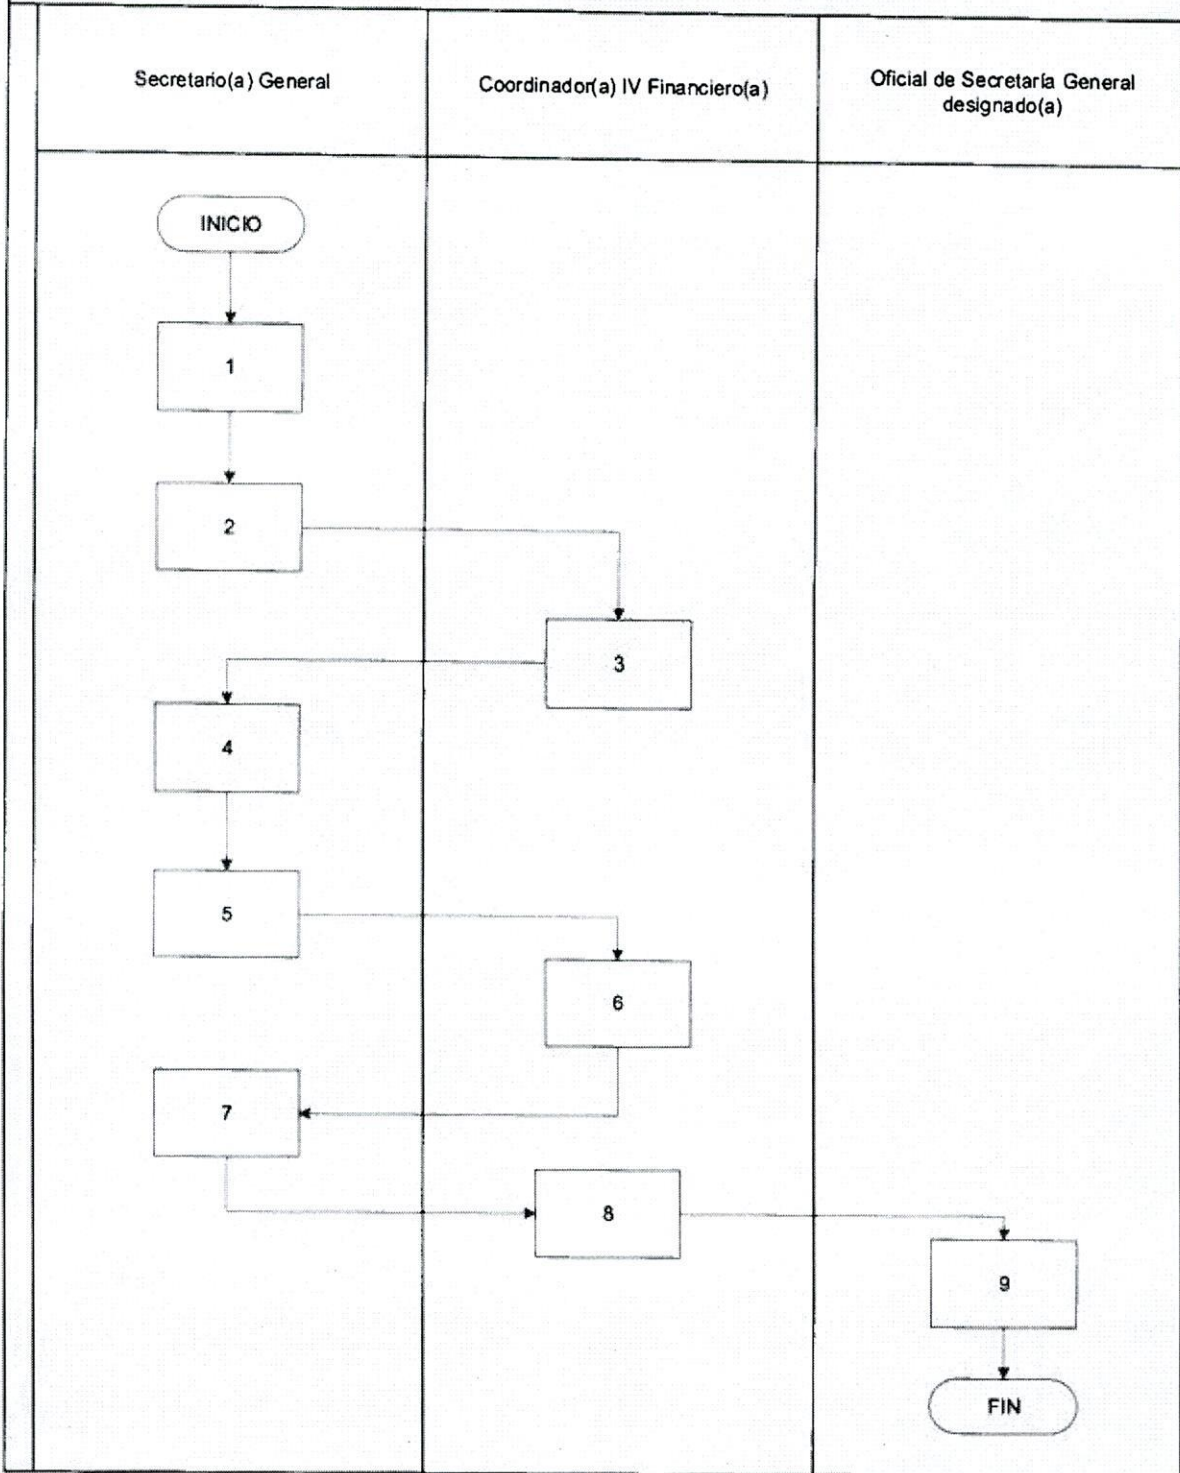 Secretario(a) General
Coordinador(a) IV Financiero(a)
Oficial de Secretaría General
designado(a)
INICIO
1
2
3
4
5
6
7
8
9
FIN